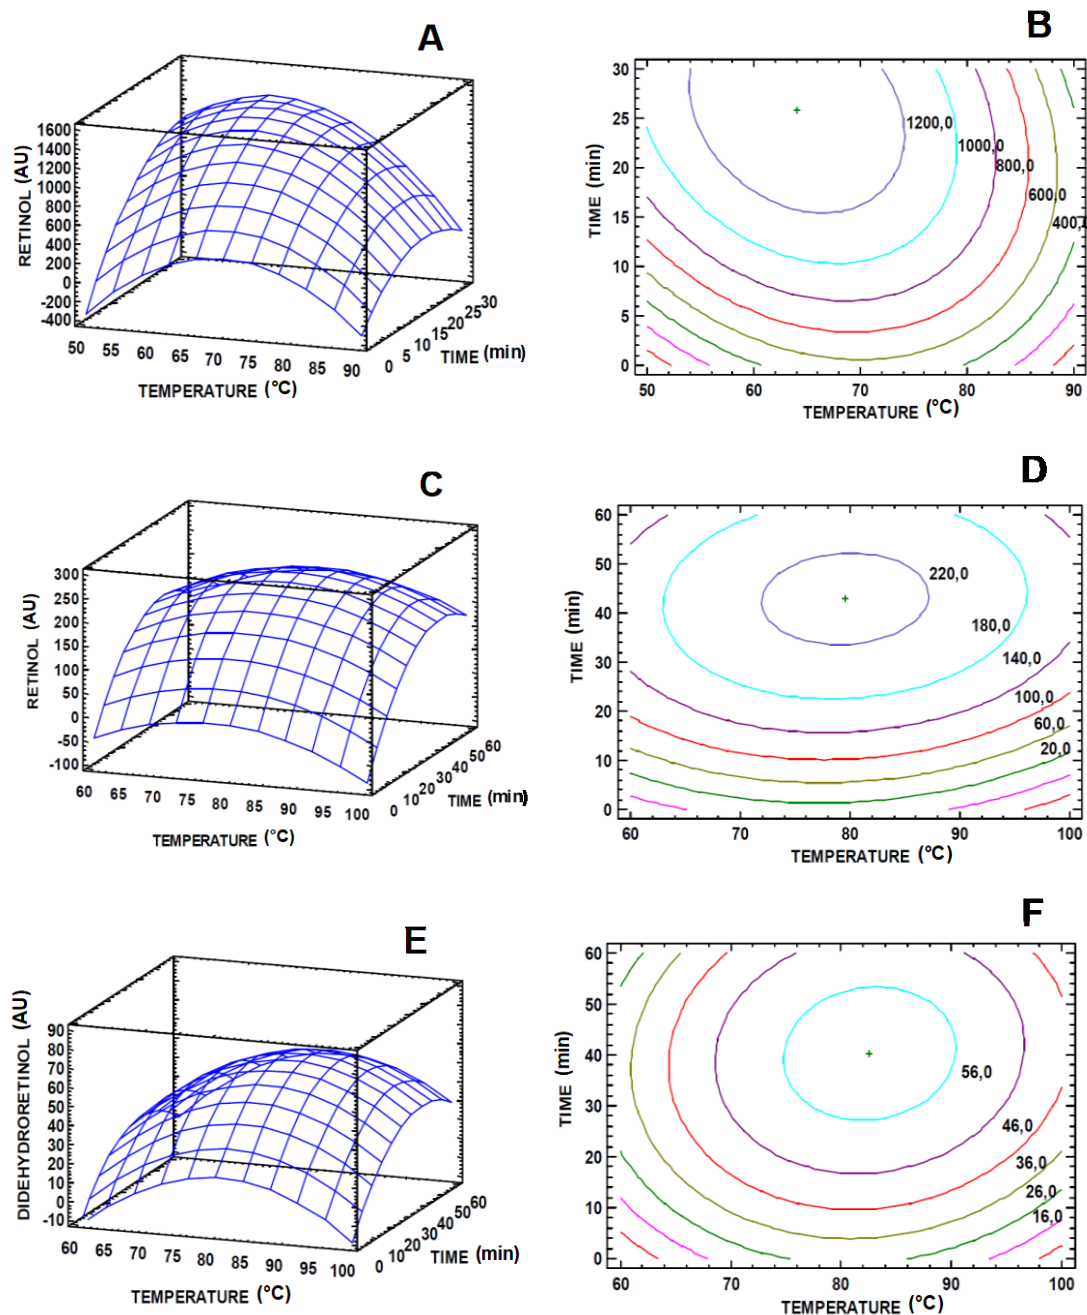 A
RETINOL (AU)
1600
1400
1200
1000
800
600
400
200
0
-200
-400
50 55 60 65 70 75 80 85 90
0 5 10 15 20 25 30
TIME (min)
TEMPERATURE (°C)
B
TIME (min)
30
25
20
15
10
5
0
1200,0
1000,0
800,0
600,0
400,
50 60 70 80 90
TEMPERATURE (°C)
C
RETINOL (AU)
300
250
200
150
100
50
0
-50
-100
60 65 70 75 80 85 90 95 100
0 10 20 30 40 50 60
TIME (min)
TEMPERATURE (°C)
D
TIME (min)
60
50
40
30
20
10
0
220,0
180,0
140,0
100,0
60,0
20,0
60 70 80 90 100
TEMPERATURE (°C)
E
DIDEHYDRORETINOL (AU)
90
80
70
60
50
40
30
20
10
0
-10
60 65 70 75 80 85 90 95 100
0 10 20 30 40 50 60
TIME (min)
TEMPERATURE (°C)
F
TIME (min)
60
50
40
30
20
10
0
56,0
46,0
36,0
26,0
16,0
60 70 80 90 100
TEMPERATURE (°C)